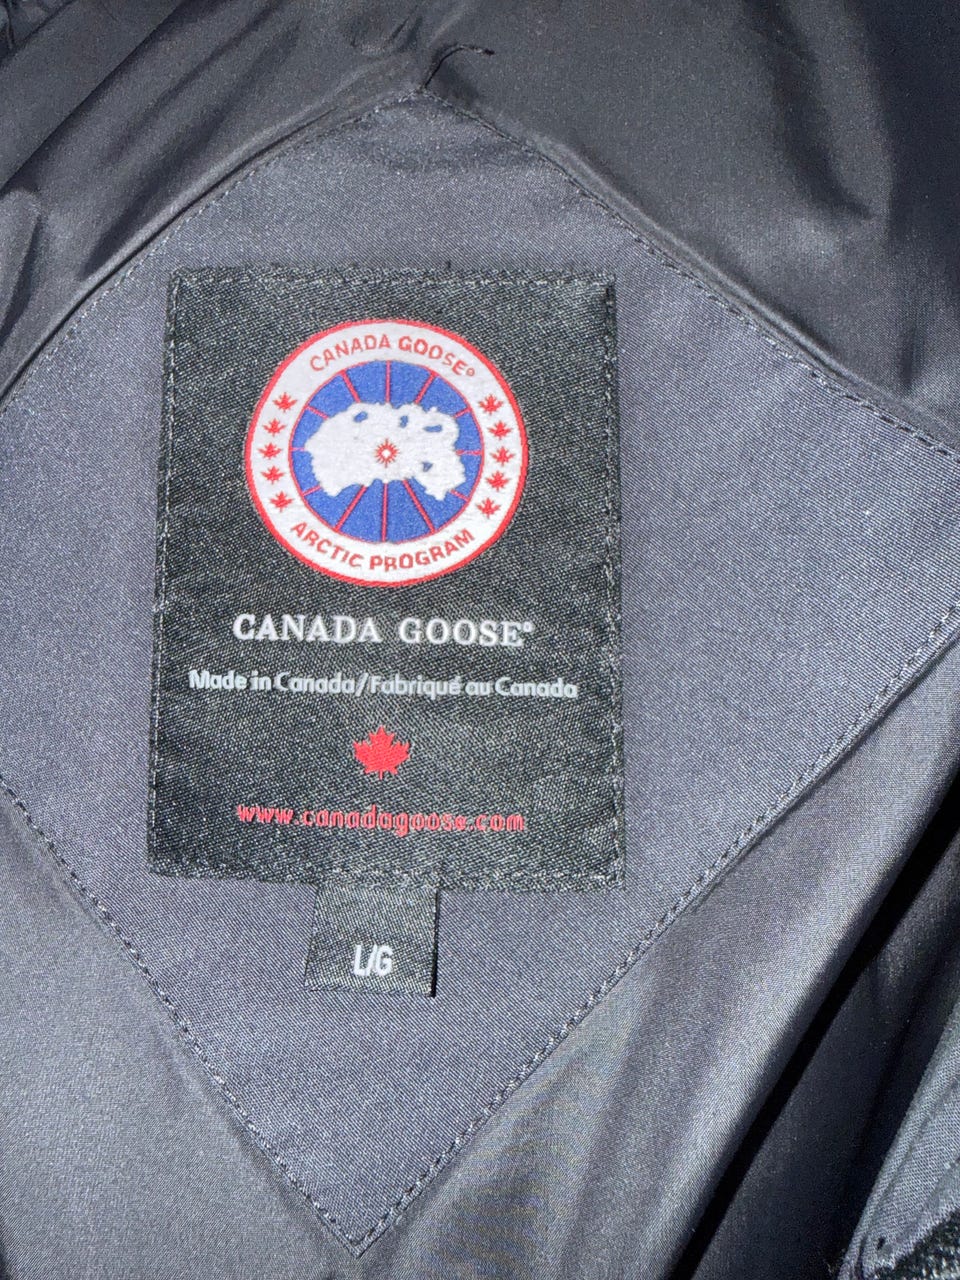 CANADA GOOSE®
ARCTIC PROGRAM
CANADA GOOSE®
Made in Canada/Fabriqué au Canada
www.canadagoose.com
L/G